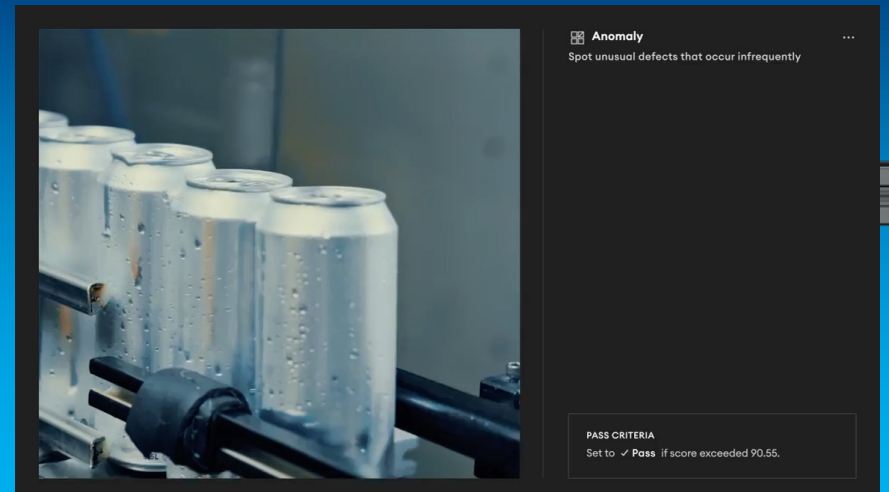 Anomaly
Spot unusual defects that occur infrequently
PASS CRITERIA
Set to ✓ Pass if score exceeded 90.55.